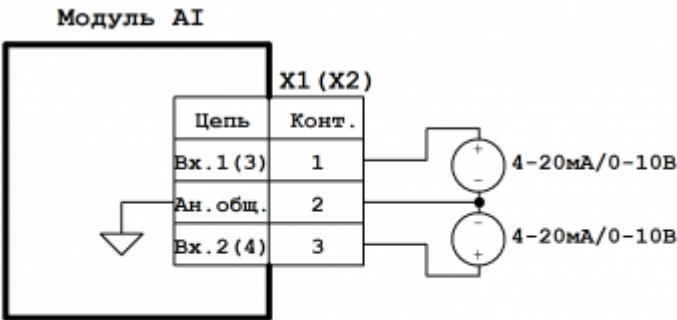 Модуль AI
X1(X2)
Цепь Конт.
Вх.1(3) 1
Ан.общ. 2
Вх.2(4) 3
+
4-20мА/0-10В
-
-
4-20мА/0-10В
+